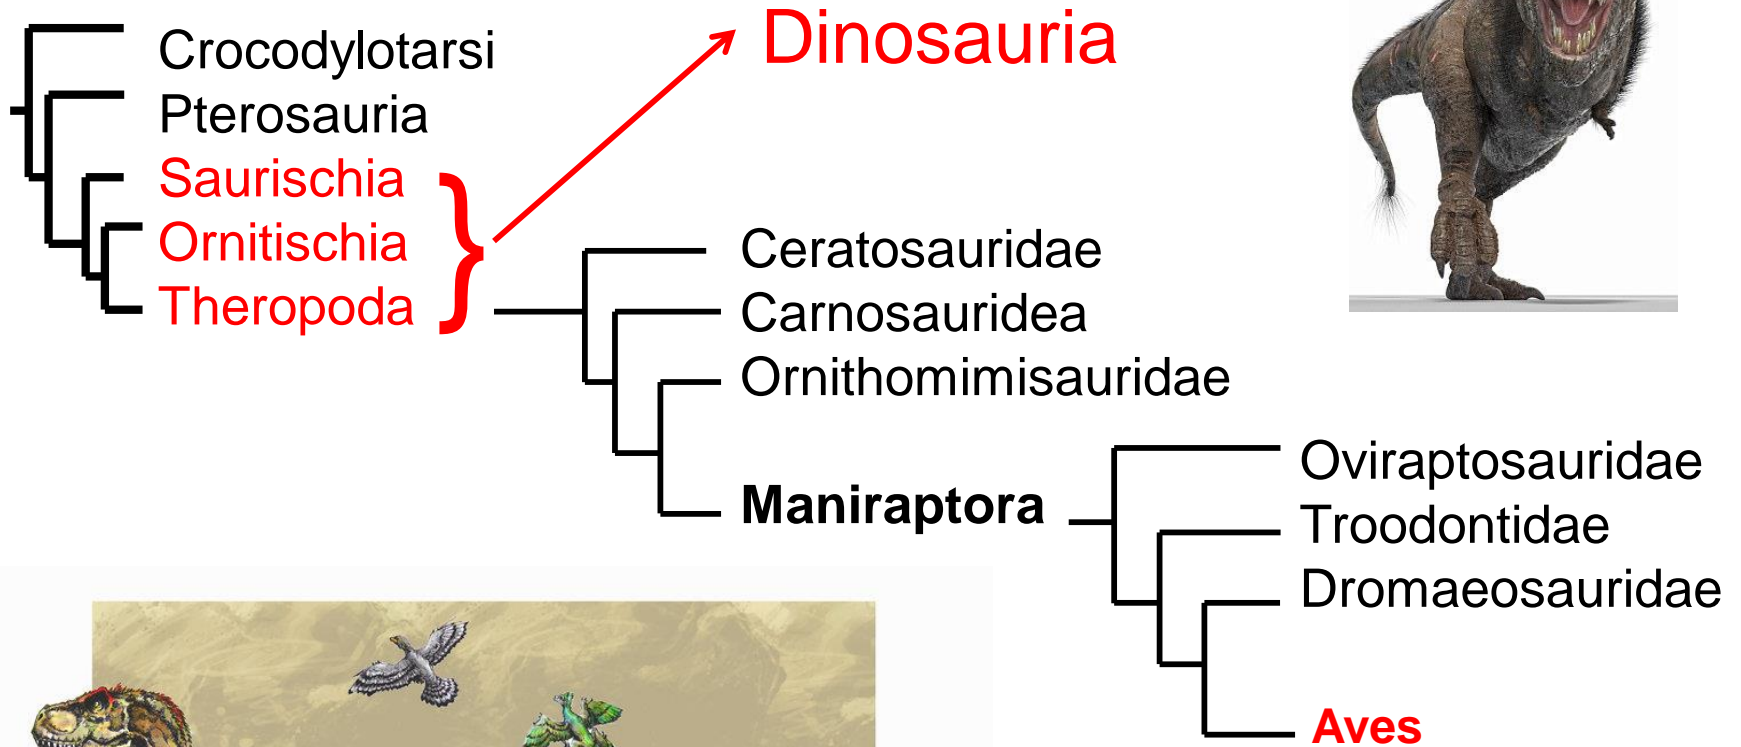 Dinosauria
Crocodylotarsi
Pterosauria
Saurischia
Ornitischia
Theropoda
}
Ceratosauridae
Carnosauridea
Ornithomimisauridae
Maniraptora
Oviraptosauridae
Troodontidae
Dromaeosauridae
Aves